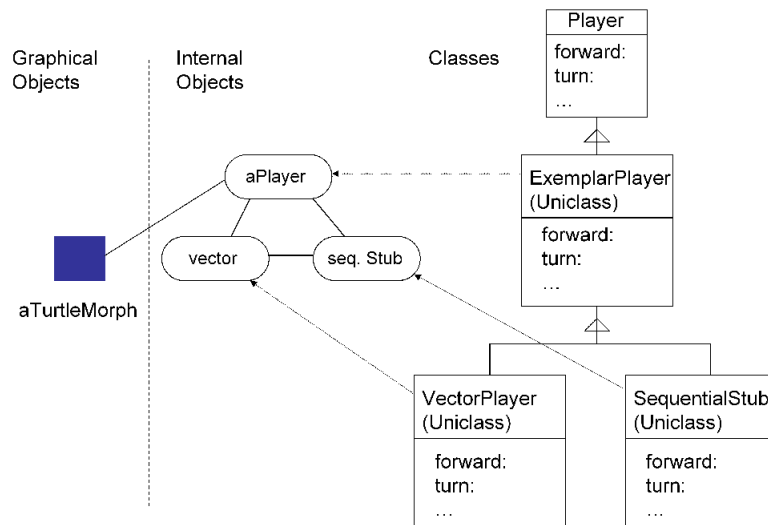 Graphical
Objects
Internal
Objects
Classes
Player
forward:
turn:
...
aPlayer
vector
seq. Stub
aTurtleMorph
ExemplarPlayer
(Uniclass)
forward:
turn:
...
VectorPlayer
(Uniclass)
forward:
turn:
...
SequentialStub
(Uniclass)
forward:
turn:
...